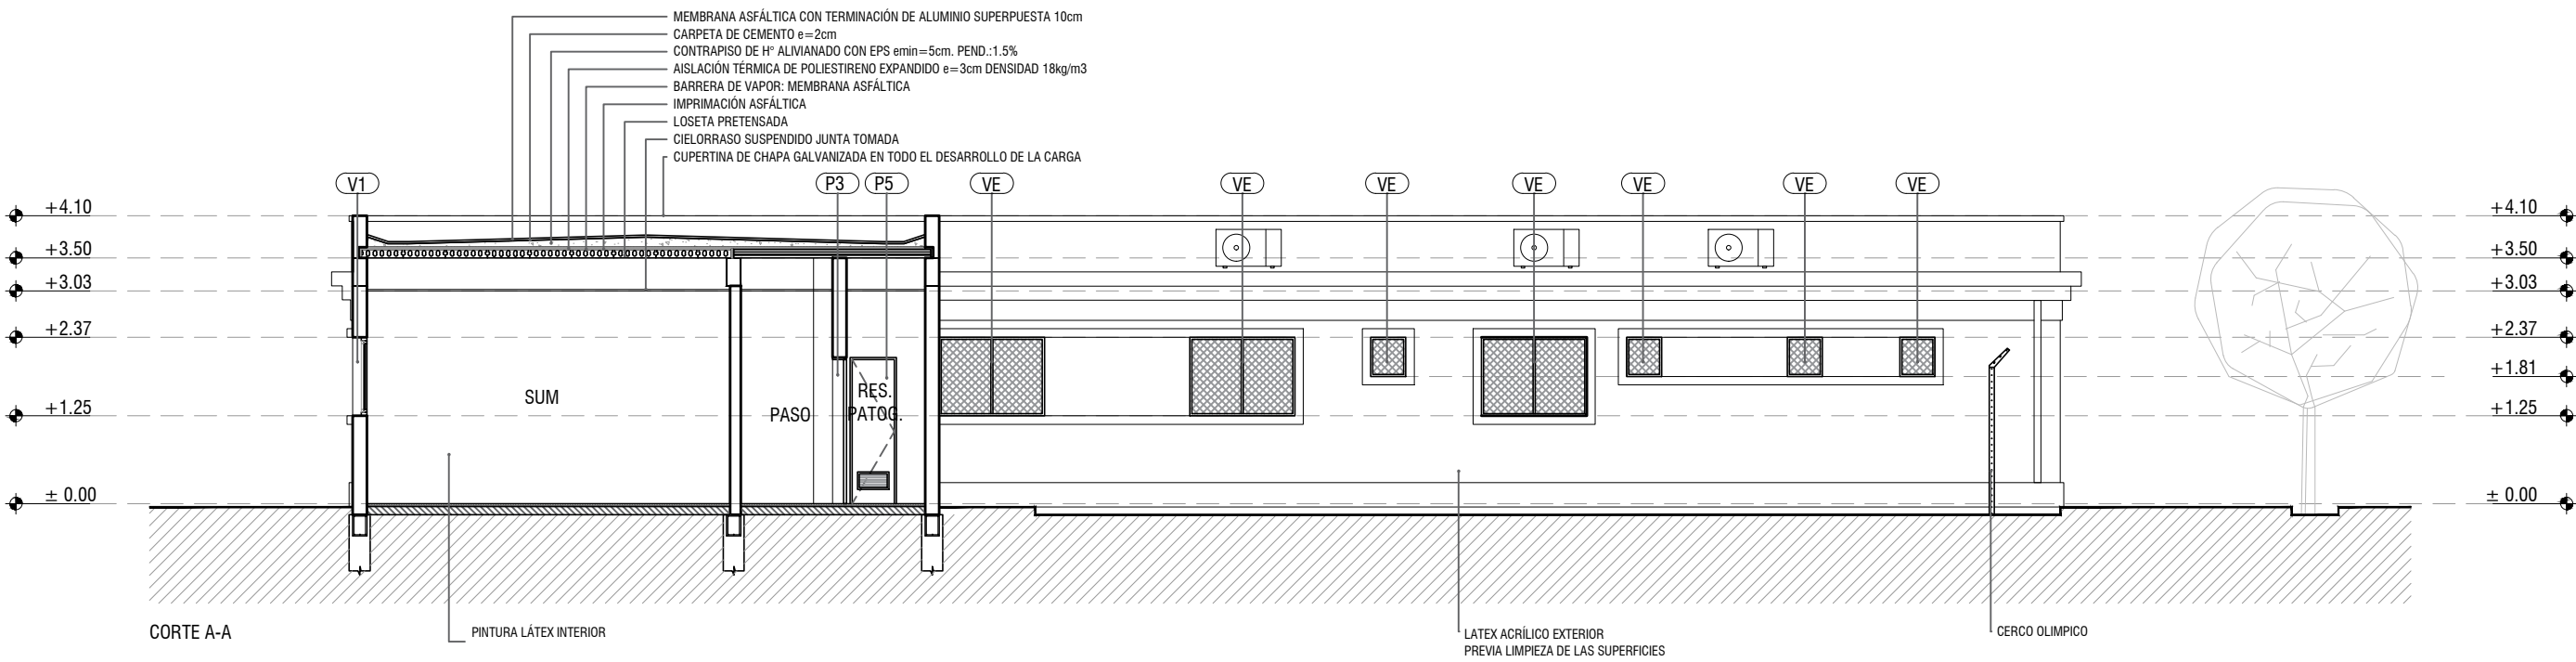 MEMBRANA ASFÁLTICA CON TERMINACIÓN DE ALUMINIO SUPERPUESTA 10cm
CARPETA DE CEMENTO e=2cm
CONTRAPISO DE Hº ALIVIANADO CON EPS emin=5cm. PEND.:1.5%
AISLACIÓN TÉRMICA DE POLIESTIRENO EXPANDIDO e=3cm DENSIDAD 18kg/m3
BARRERA DE VAPOR: MEMBRANA ASFÁLTICA
IMPRIMACIÓN ASFÁLTICA
LOSETA PRETENSADA
CIELORRASO SUSPENDIDO JUNTA TOMADA
CUPERTINA DE CHAPA GALVANIZADA EN TODO EL DESARROLLO DE LA CARGA
V1 P3 P5 VE VE VE VE VE VE VE
+4.10 +4.10
+3.50 +3.50
+3.03 +3.03
+2.37 +2.37
+1.81
+1.25 +1.25
SUM
PASO
RES.
PATOG.
± 0.00 ± 0.00
CORTE A-A
PINTURA LÁTEX INTERIOR
LATEX ACRÍLICO EXTERIOR
PREVIA LIMPIEZA DE LAS SUPERFICIES
CERCO OLIMPICO